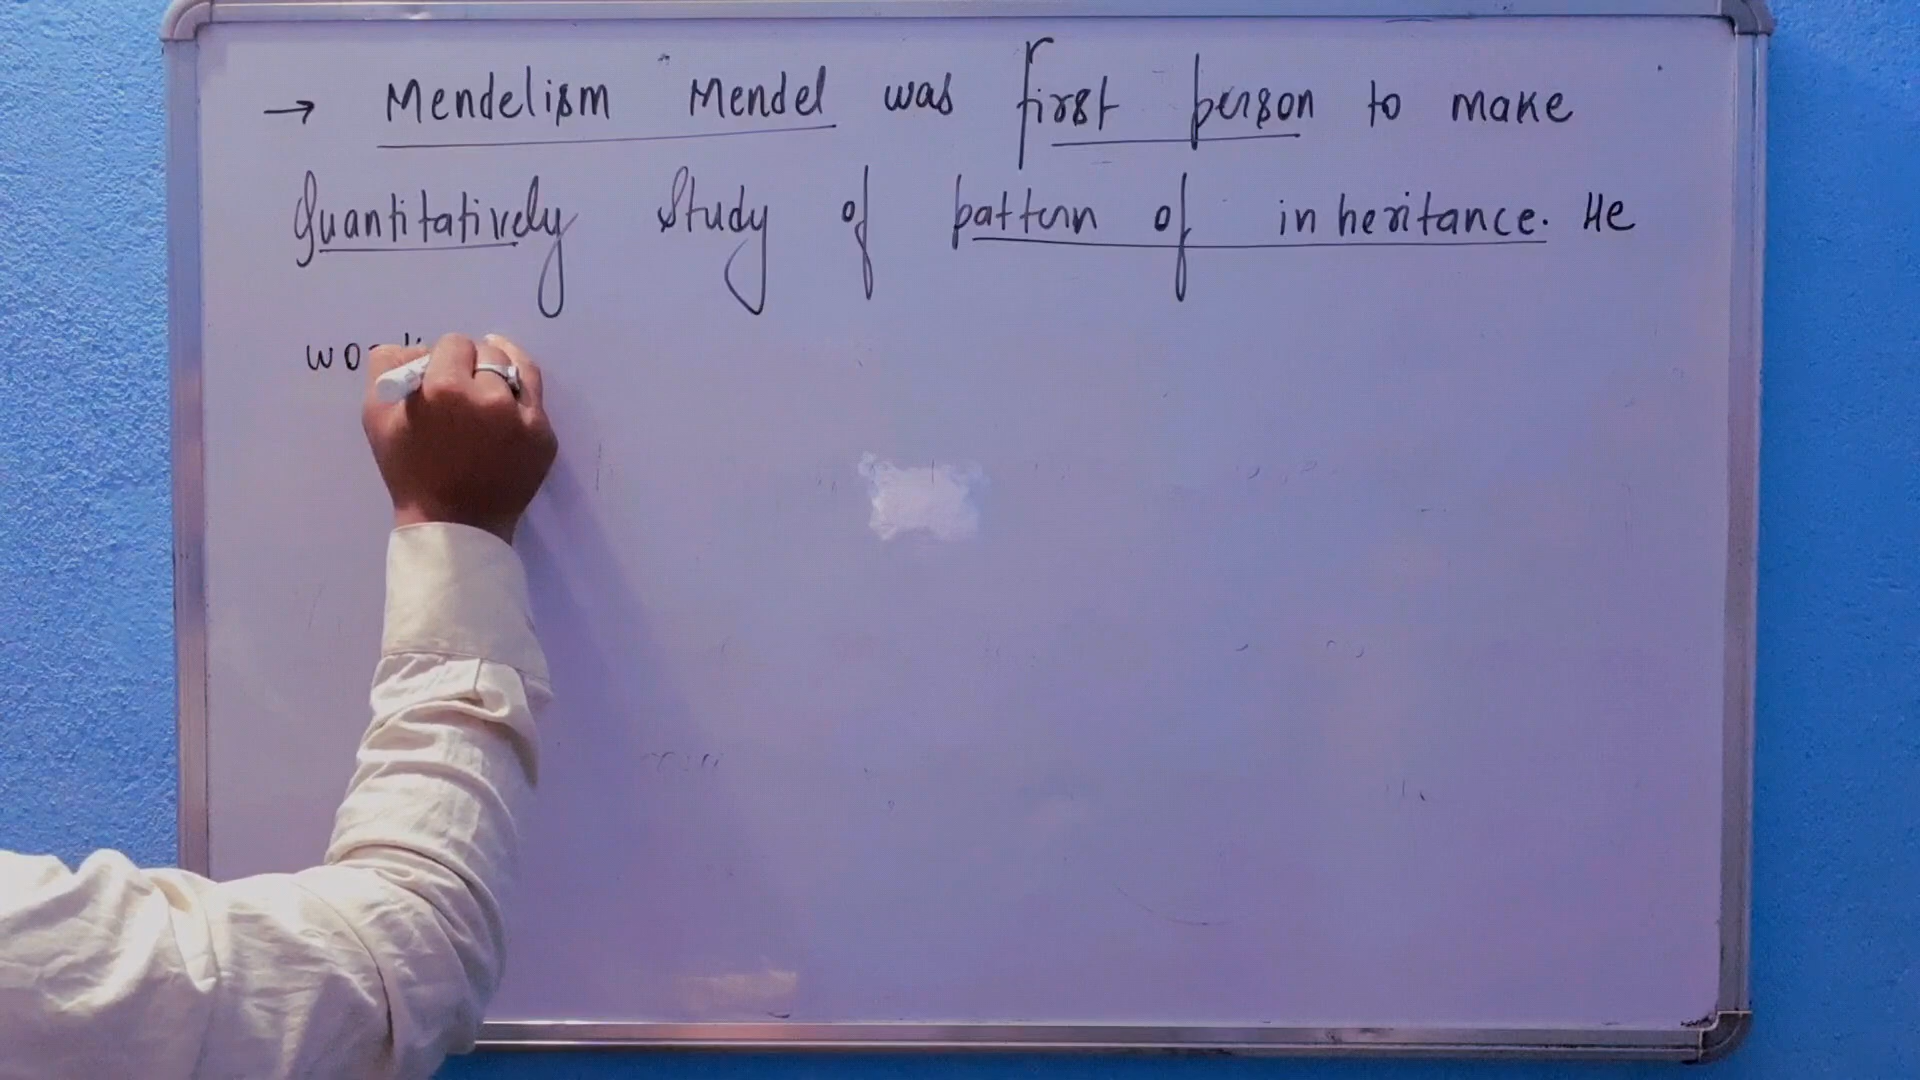 → Mendelism Mendel was first person to make
Quantitatively study of pattern of inheritance. He